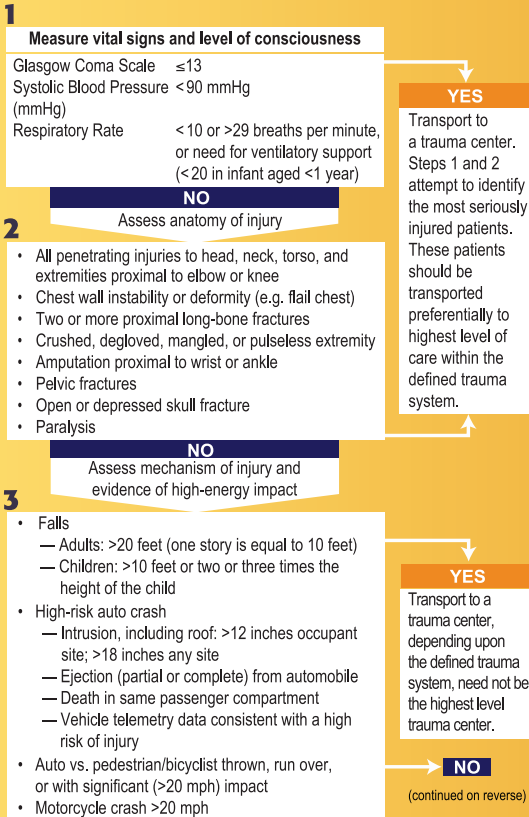 1
Measure vital signs and level of consciousness
Glasgow Coma Scale ≤13
Systolic Blood Pressure <90 mmHg
(mmHg)
Respiratory Rate <10 or >29 breaths per minute,
or need for ventilatory support
(<20 in infant aged <1 year)
YES
Transport to
a trauma center.
Steps 1 and 2
attempt to identify
the most seriously
injured patients.
These patients
should be
transported
preferentially to
highest level of
care within the
defined trauma
system.
NO
Assess anatomy of injury
2
• All penetrating injuries to head, neck, torso, and
extremities proximal to elbow or knee
• Chest wall instability or deformity (e.g. flail chest)
• Two or more proximal long-bone fractures
• Crushed, degloved, mangled, or pulseless extremity
• Amputation proximal to wrist or ankle
• Pelvic fractures
• Open or depressed skull fracture
• Paralysis
NO
Assess mechanism of injury and
evidence of high-energy impact
3
• Falls
— Adults: >20 feet (one story is equal to 10 feet)
— Children: >10 feet or two or three times the
height of the child
• High-risk auto crash
— Intrusion, including roof: >12 inches occupant
site; >18 inches any site
— Ejection (partial or complete) from automobile
— Death in same passenger compartment
— Vehicle telemetry data consistent with a high
risk of injury
• Auto vs. pedestrian/bicyclist thrown, run over,
or with significant (>20 mph) impact
• Motorcycle crash >20 mph
YES
Transport to a
trauma center,
depending upon
the defined trauma
system, need not be
the highest level
trauma center.
NO
(continued on reverse)